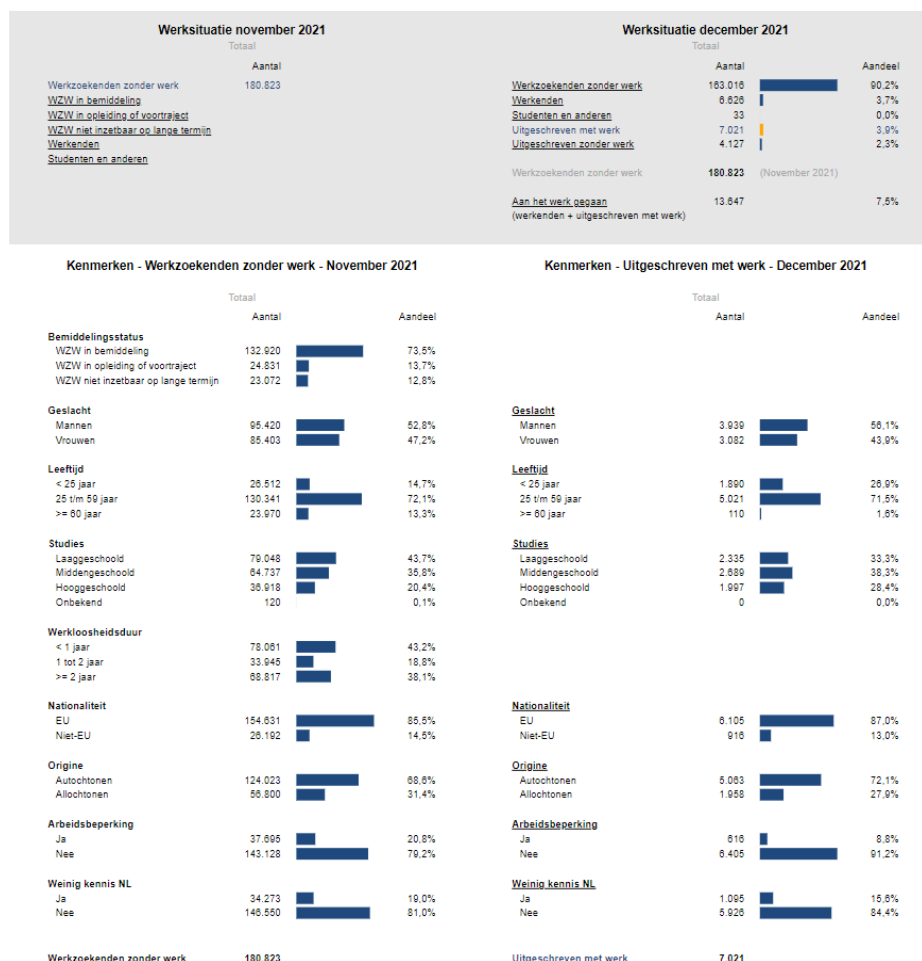 Werksituatie november 2021
Totaal
Aantal
Werkzoekenden zonder werk 180.823
WZW in bemiddeling
WZW in opleiding of voortraject
WZW niet inzetbaar op lange termijn
Werkenden
Studenten en anderen
Werksituatie december 2021
Totaal
Aantal Aandeel
Werkzoekenden zonder werk 163.016 90,2%
Werkenden 6.626 3,7%
Studenten en anderen 33 0,0%
Uitgeschreven met werk 7.021 3,9%
Uitgeschreven zonder werk 4.127 2,3%
Werkzoekenden zonder werk 180.823 (November 2021)
Aan het werk gegaan 13.647 7,5%
(werkenden + uitgeschreven met werk)
Kenmerken - Werkzoekenden zonder werk - November 2021
Totaal
Aantal Aandeel
Bemiddelingsstatus
WZW in bemiddeling 132.920 73,5%
WZW in opleiding of voortraject 24.831 13,7%
WZW niet inzetbaar op lange termijn 23.072 12,8%
Geslacht
Mannen 95.420 52,8%
Vrouwen 85.403 47,2%
Leeftijd
< 25 jaar 26.512 14,7%
25 t/m 59 jaar 130.341 72,1%
>= 60 jaar 23.970 13,3%
Studies
Laaggeschoold 79.048 43,7%
Middengeschoold 64.737 35,8%
Hooggeschoold 36.918 20,4%
Onbekend 120 0,1%
Werkloosheidsduur
< 1 jaar 78.061 43,2%
1 tot 2 jaar 33.945 18,8%
>= 2 jaar 68.817 38,1%
Nationaliteit
EU 154.631 85,5%
Niet-EU 26.192 14,5%
Origine
Autochtonen 124.023 68,6%
Allochtonen 56.800 31,4%
Arbeidsbeperking
Ja 37.695 20,8%
Nee 143.128 79,2%
Weinig kennis NL
Ja 34.273 19,0%
Nee 146.550 81,0%
Werkzoekenden zonder werk 180.823
Kenmerken - Uitgeschreven met werk - December 2021
Totaal
Aantal Aandeel
Geslacht
Mannen 3.939 56,1%
Vrouwen 3.082 43,9%
Leeftijd
< 25 jaar 1.890 26,9%
25 t/m 59 jaar 5.021 71,5%
>= 60 jaar 110 1,6%
Studies
Laaggeschoold 2.335 33,3%
Middengeschoold 2.689 38,3%
Hooggeschoold 1.997 28,4%
Onbekend 0 0,0%
Nationaliteit
EU 6.105 87,0%
Niet-EU 916 13,0%
Origine
Autochtonen 5.063 72,1%
Allochtonen 1.958 27,9%
Arbeidsbeperking
Ja 616 8,8%
Nee 6.405 91,2%
Weinig kennis NL
Ja 1.095 15,6%
Nee 5.926 84,4%
Uitgeschreven met werk 7.021